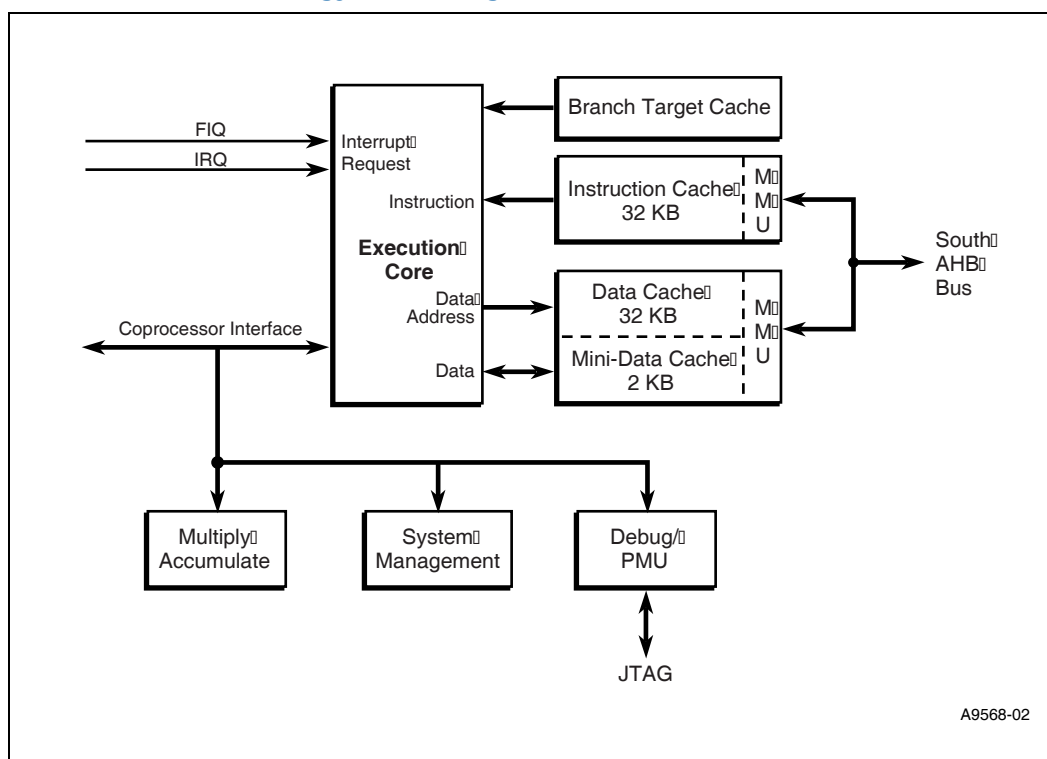 FIQ
IRQ
Interrupt
Request
Instruction
Execution
Core
Data
Address
Data
Coprocessor Interface
Branch Target Cache
Instruction Cache
32 KB
M
M
U
Data Cache
32 KB
Mini-Data Cache
2 KB
M
M
U
South
AHB
Bus
Multiply
Accumulate
System
Management
Debug/
PMU
JTAG
A9568-02